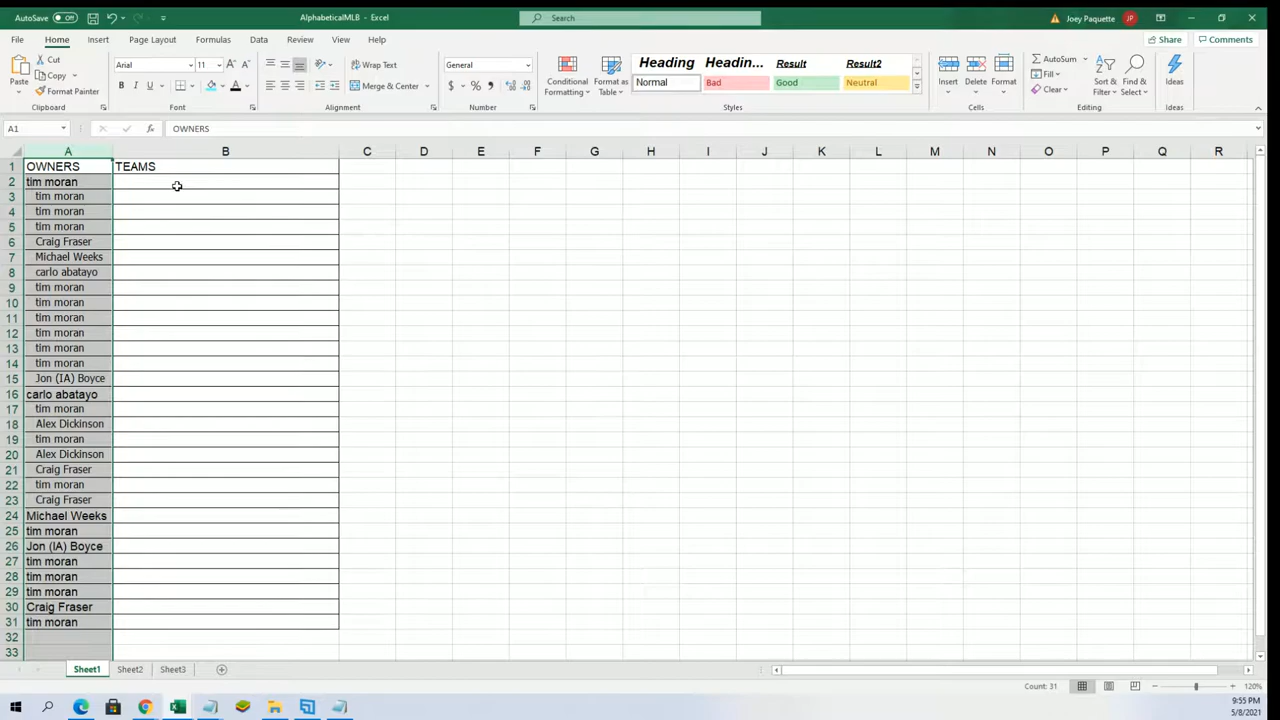 AutoSave Off
AlphabeticalMLB - Excel
Search
Joey Paquette JP
File Home Insert Page Layout Formulas Data Review View Help
Share Comments
Paste
Cut
Copy
Format Painter
Clipboard
Arial 11
B I U
Font
Wrap Text
Merge & Center
Alignment
General
$ % ,
Number
Conditional Formatting
Format as Table
Heading Headin... Result Result2
Normal Bad Good Neutral
Styles
Insert Delete Format
Cells
AutoSum
Fill
Clear
Sort & Filter
Find & Select
Editing
Ideas
Ideas
A1 fx OWNERS
A B C D E F G H I J K L M N O P Q R
1 OWNERS TEAMS
2 tim moran
3 tim moran
4 tim moran
5 tim moran
6 Craig Fraser
7 Michael Weeks
8 carlo abatayo
9 tim moran
10 tim moran
11 tim moran
12 tim moran
13 tim moran
14 tim moran
15 Jon (IA) Boyce
16 carlo abatayo
17 tim moran
18 Alex Dickinson
19 tim moran
20 Alex Dickinson
21 Craig Fraser
22 tim moran
23 Craig Fraser
24 Michael Weeks
25 tim moran
26 Jon (IA) Boyce
27 tim moran
28 tim moran
29 tim moran
30 Craig Fraser
31 tim moran
32
33
Sheet1 Sheet2 Sheet3
Count: 31
120%
9:55 PM
5/8/2021